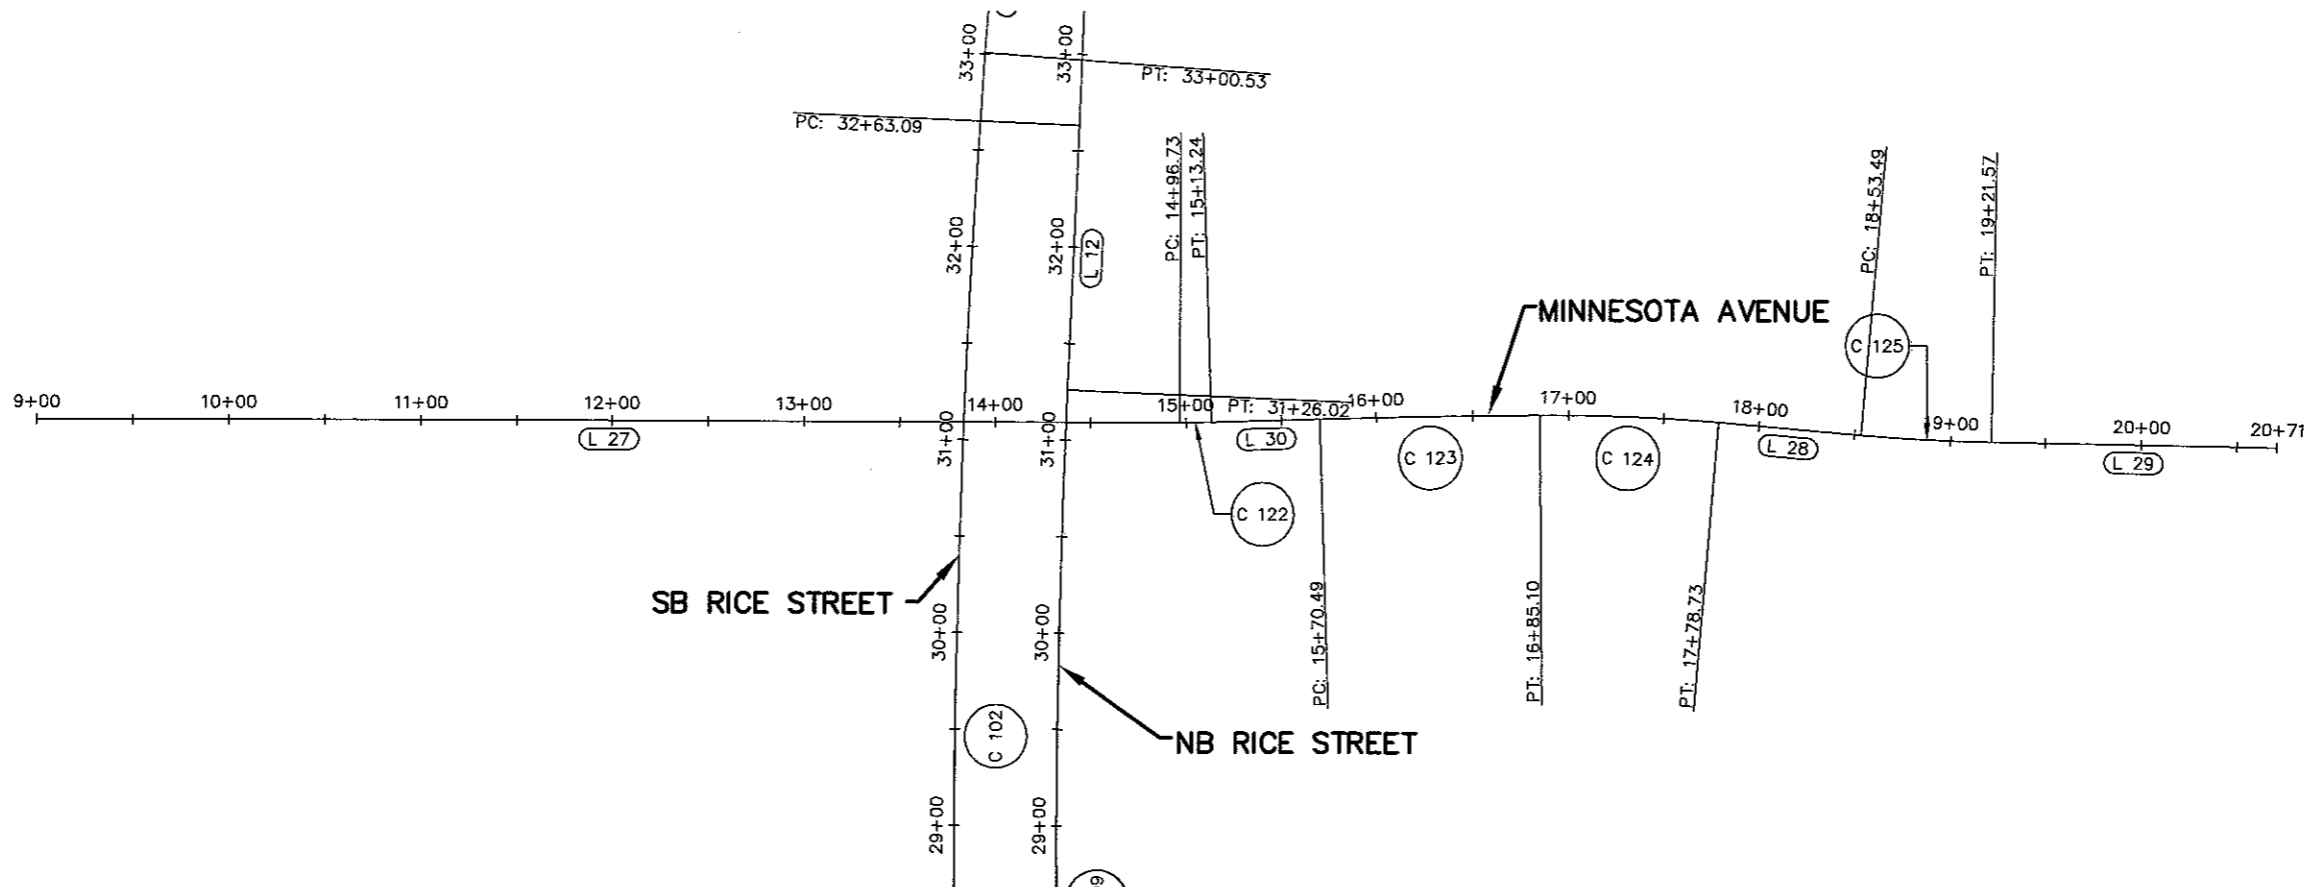 33+00
33+00
PT: 33+00.53
PC: 32+63.09
PC: 14+96.73
PT: 15+13.24
PC: 18+53.49
PT: 19+21.57
32+00
32+00
L 12
MINNESOTA AVENUE
C 125
9+00
10+00
11+00
12+00
13+00
14+00
15+00
PT: 31+26.02
16+00
17+00
18+00
19+00
20+00
20+71
L 27
31+00
31+00
L 30
C 123
C 124
L 28
L 29
C 122
SB RICE STREET
30+00
30+00
PC: 15+70.49
PT: 16+85.10
PT: 17+78.73
C 102
NB RICE STREET
29+00
29+00